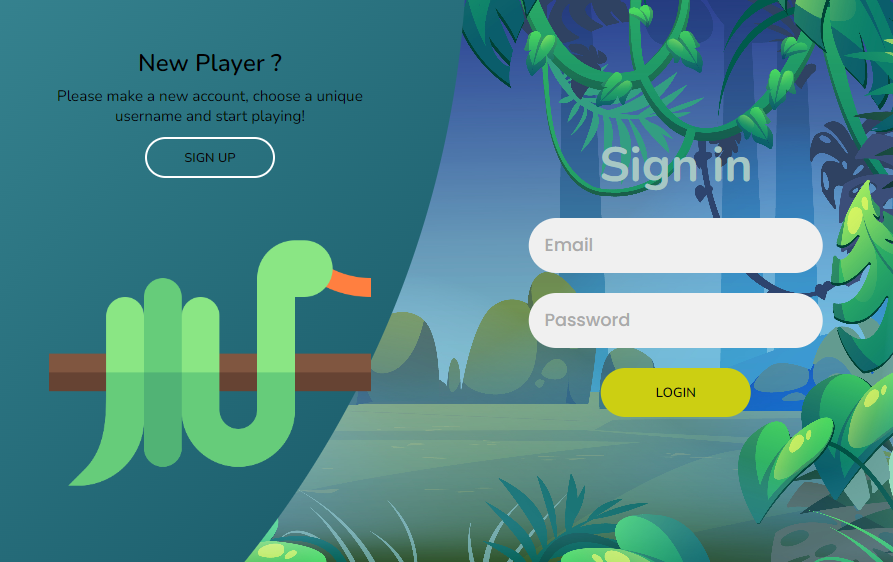 New Player ?
Please make a new account, choose a unique
username and start playing!
SIGN UP
Sign in
Email
Password
LOGIN